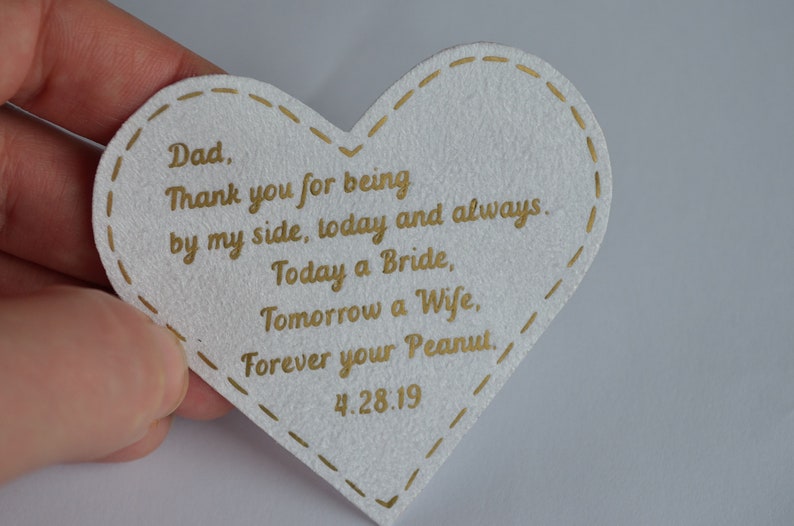 Dad,
Thank you for being
by my side, today and always.
Today a Bride,
Tomorrow a Wife,
Forever your Peanut.
4.28.19